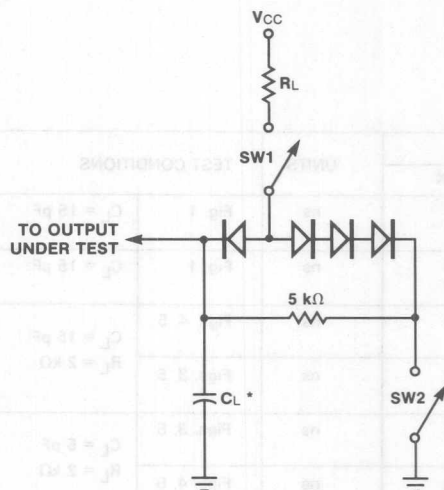 VCC
RL
SW1
TO OUTPUT
UNDER TEST
5 kΩ
CL *
SW2